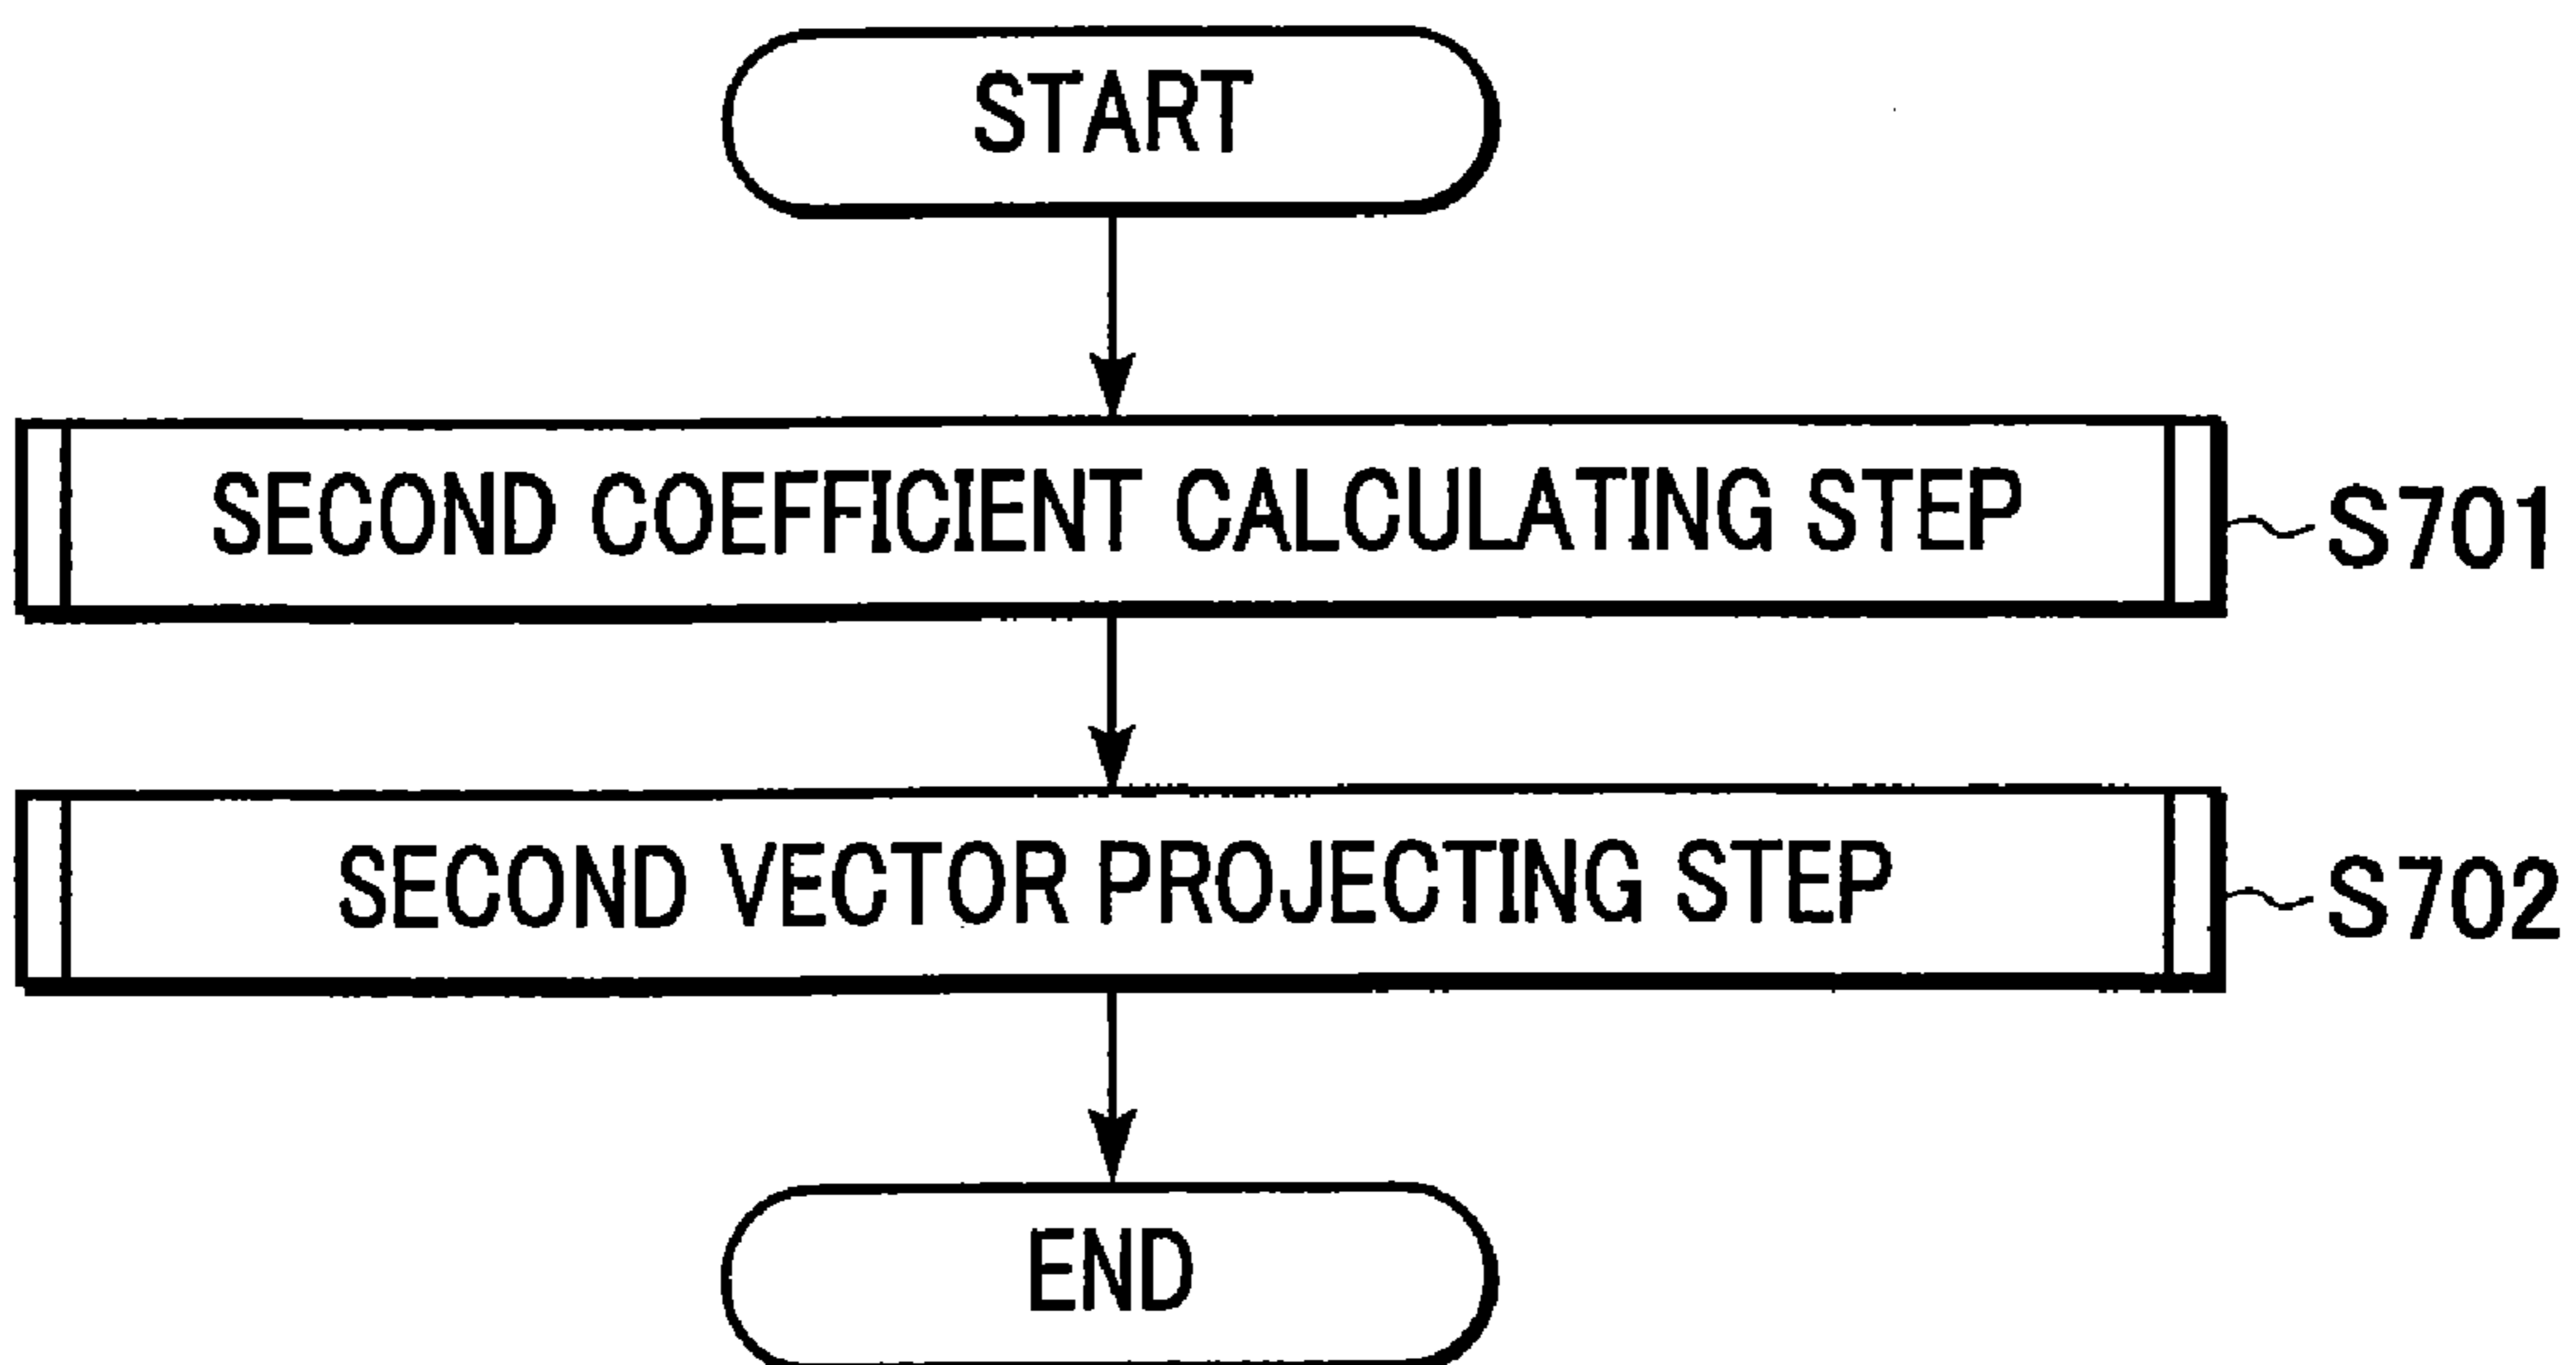 START
SECOND COEFFICIENT CALCULATING STEP
S701
SECOND VECTOR PROJECTING STEP
S702
END